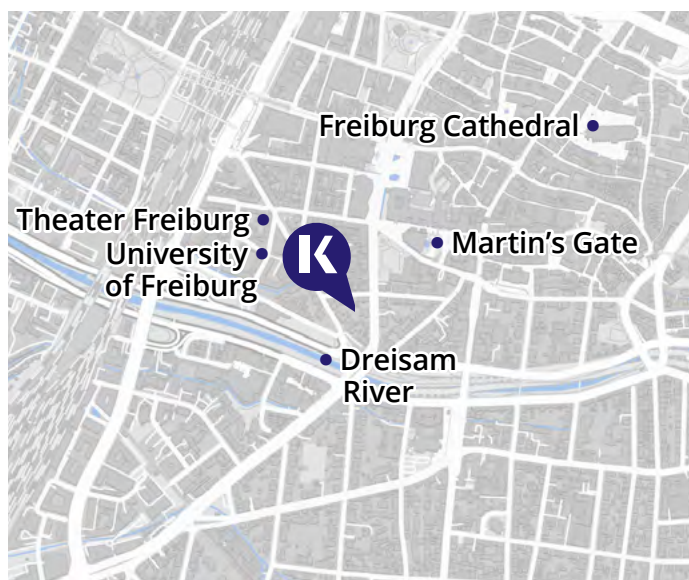 Freiburg Cathedral
Theater Freiburg
University
of Freiburg
K
Martin's Gate
Dreisam
River